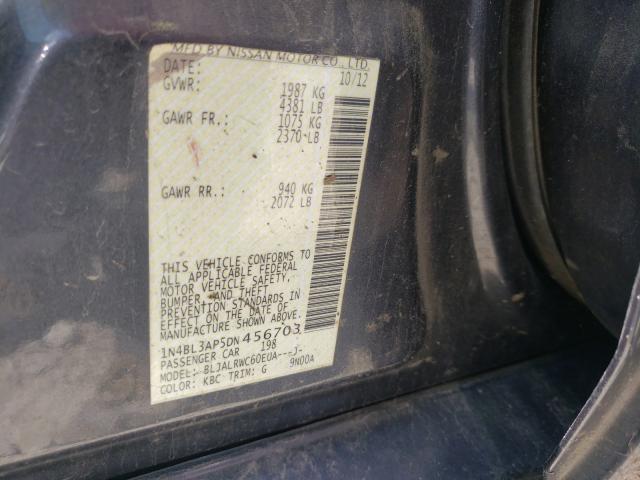 MFD BY NISSAN MOTOR CO., LTD.
DATE: 10/12
GVWR: 1987 KG
4381 LB
GAWR FR.: 1075 KG
2370 LB
GAWR RR.: 940 KG
2072 LB
THIS VEHICLE CONFORMS TO
ALL APPLICABLE FEDERAL
MOTOR VEHICLE SAFETY,
BUMPER, AND THEFT
PREVENTION STANDARDS IN
EFFECT ON THE DATE OF
MANUFACTURE SHOWN ABOVE.
1N4BL3AP5DN456703
PASSENGER CAR 198
MODEL: BLJALRWC60EUA---J-
COLOR: KBC TRIM: G 9N00A